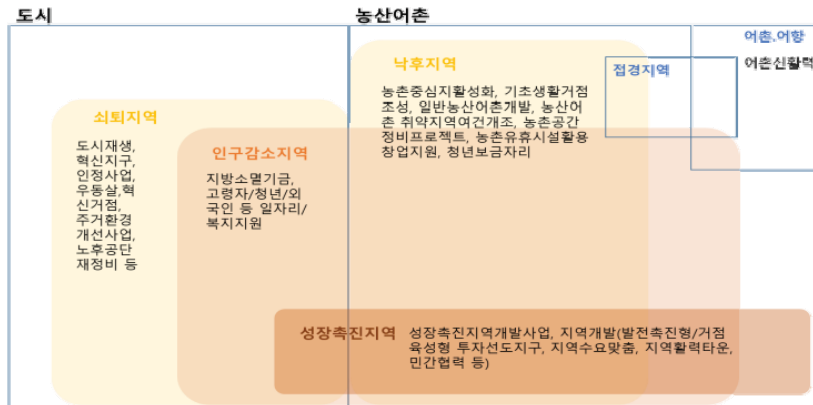 도시
농산어촌
어촌.어항
어촌신활력
낙후지역
접경지역
농촌중심지활성화, 기초생활거점
조성, 일반농산어촌개발, 농산어
촌 취약지역여건개조, 농촌공간
정비프로젝트, 농촌유휴시설활용
창업지원, 청년보금자리
쇠퇴지역
도시재생,
혁신지구,
인정사업,
우동살,혁
신거점,
주거환경
개선사업,
노후공단
재정비 등
인구감소지역
지방소멸기금,
고령자/청년/외
국인 등 일자리/
복지지원
성장촉진지역
성장촉진지역개발사업, 지역개발(발전촉진형/거점
육성형 투자선도지구, 지역수요맞춤, 지역활력타운,
민간협력 등)